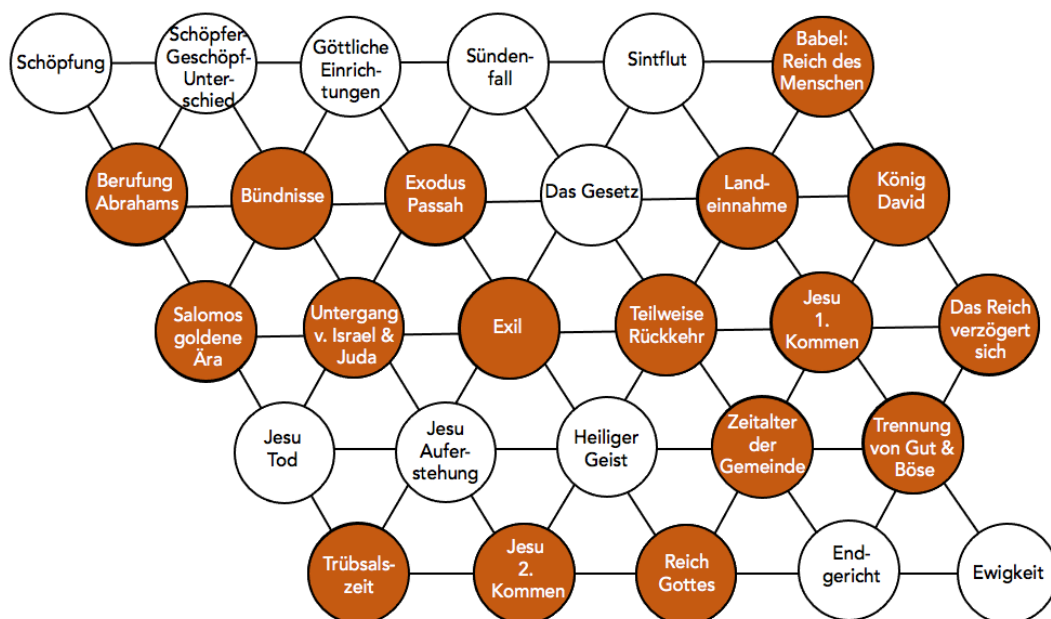 Schöpfung
Schöpfer-
Geschöpf-
Unter-
schied
Göttliche
Einrich-
tungen
Sünden-
fall
Sintflut
Babel:
Reich des
Menschen
Berufung
Abrahams
Bündnisse
Exodus
Passah
Das Gesetz
Land-
einnahme
König
David
Salomos
goldene
Ära
Untergang
v. Israel &
Juda
Exil
Teilweise
Rückkehr
Jesu
1.
Kommen
Das Reich
verzögert
sich
Jesu
Tod
Jesu
Aufer-
stehung
Heiliger
Geist
Zeitalter
der
Gemeinde
Trennung
von Gut &
Böse
Trübsals-
zeit
Jesu
2.
Kommen
Reich
Gottes
End-
gericht
Ewigkeit